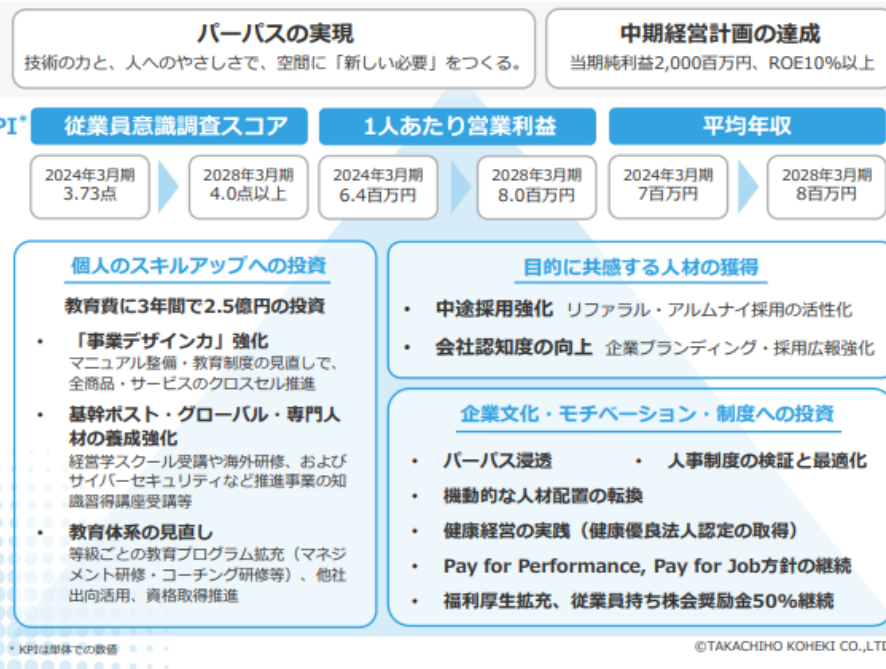 パーパスの実現
技術の力と、人へのやさしさで、空間に「新しい必要」をつくる。
中期経営計画の達成
当期純利益2,000百万円、ROE10%以上
PI*
従業員意識調査スコア
1人あたり営業利益
平均年収
2024年3月期
3.73点
2028年3月期
4.0点以上
2024年3月期
6.4百万円
2028年3月期
8.0百万円
2024年3月期
7百万円
2028年3月期
8百万円
個人のスキルアップへの投資
教育費に3年間で2.5億円の投資
・ 「事業デザイン力」強化
マニュアル整備・教育制度の見直しで、
全商品・サービスのクロスセル推進
・ 基幹ポスト・グローバル・専門人
材の養成強化
経営学スクール受講や海外研修、および
サイバーセキュリティなど推進事業の知
識習得講座受講等
・ 教育体系の見直し
等級ごとの教育プログラム拡充（マネジ
メント研修・コーチング研修等）、他社
出向活用、資格取得推進
目的に共感する人材の獲得
・ 中途採用強化 リファラル・アルムナイ採用の活性化
・ 会社認知度の向上 企業ブランディング・採用広報強化
企業文化・モチベーション・制度への投資
・ パーパス浸透 ・ 人事制度の検証と最適化
・ 機動的な人材配置の転換
・ 健康経営の実践（健康優良法人認定の取得）
・ Pay for Performance, Pay for Job方針の継続
・ 福利厚生拡充、従業員持ち株会奨励金50%継続
* KPIは単体での数値
©TAKACHIHO KOHEKI CO.,LTD